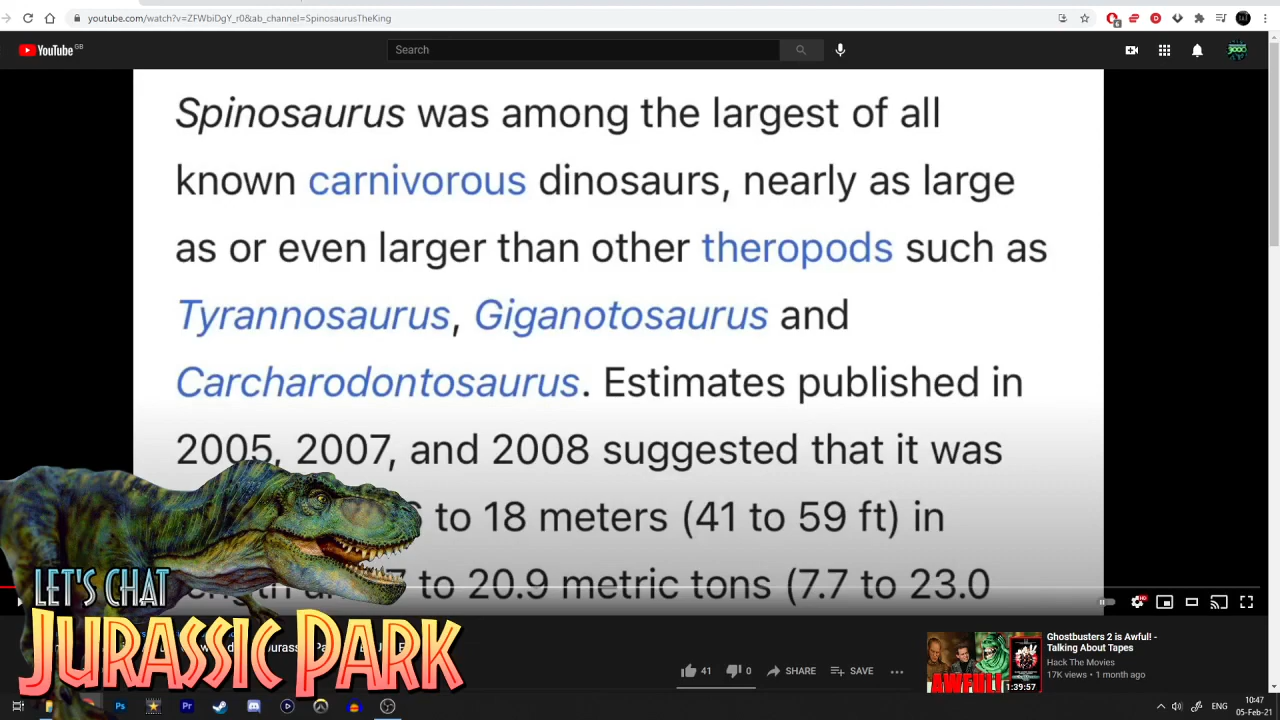 youtube.com/watch?v=ZFWbiDgY_r0&ab_channel=SpinosaurusTheKing
YouTube GB
Search
Spinosaurus was among the largest of all
known carnivorous dinosaurs, nearly as large
as or even larger than other theropods such as
Tyrannosaurus, Giganotosaurus and
Carcharodontosaurus. Estimates published in
2005, 2007, and 2008 suggested that it was
to 18 meters (41 to 59 ft) in
to 20.9 metric tons (7.7 to 23.0
HD
LET'S CHAT
JURASSIC PARK
41
0
SHARE
SAVE
AWFUL!
1:39:57
Ghostbusters 2 is Awful! -
Talking About Tapes
Hack The Movies
17K views • 1 month ago
Ps
Pr
ENG
10:47
05-Feb-21